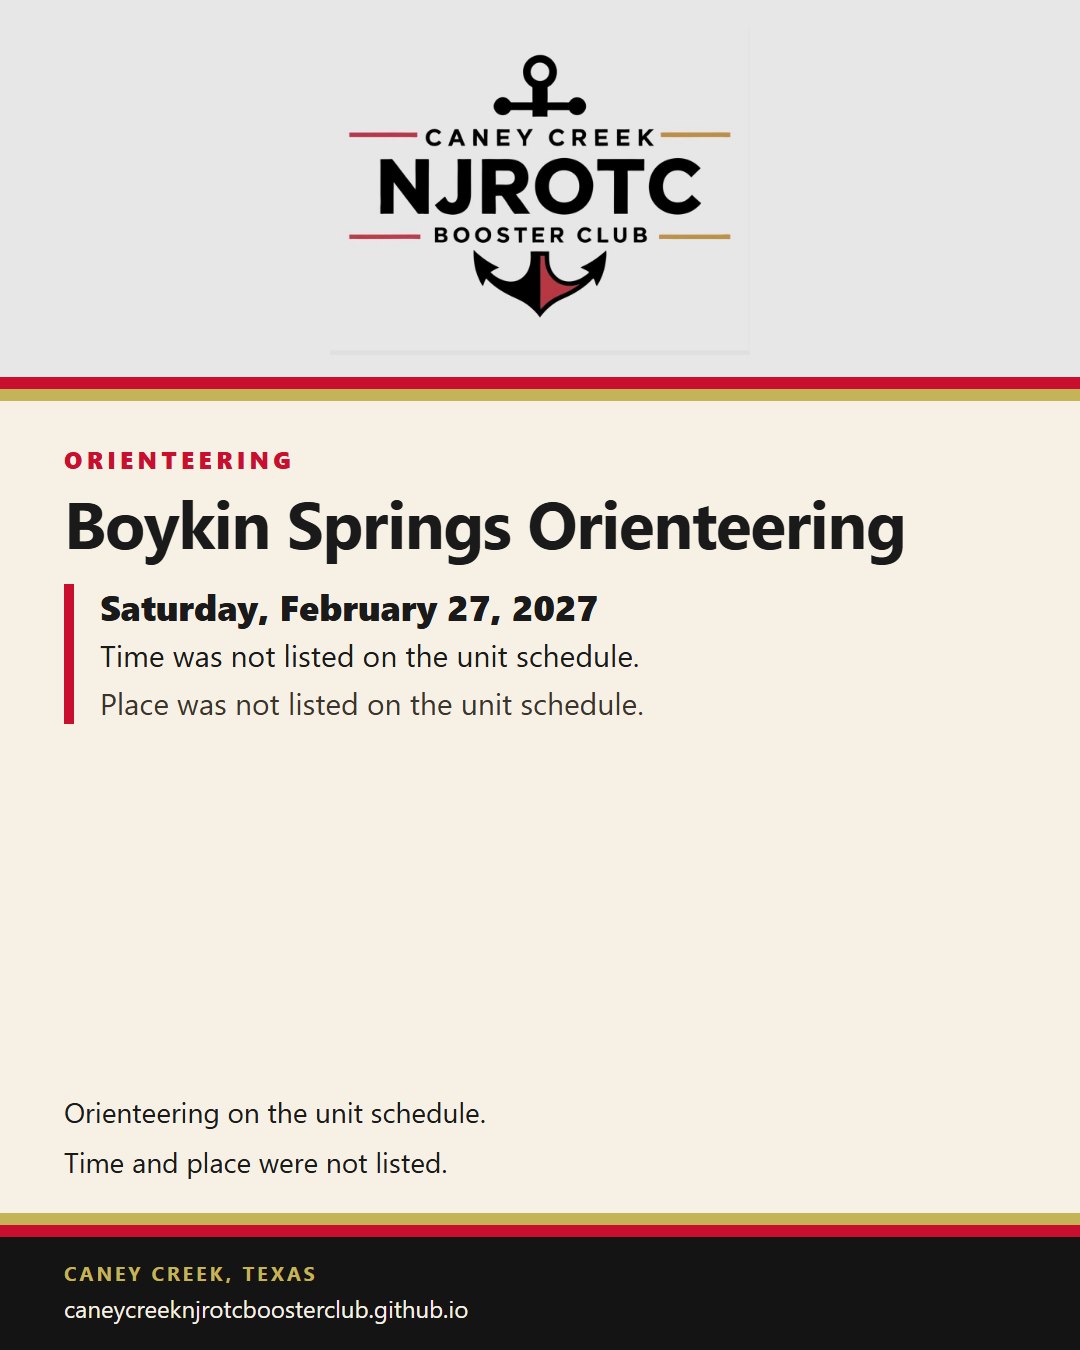 CANEY CREEK
NJROTC
BOOSTER CLUB
ORIENTEERING
Boykin Springs Orienteering
Saturday, February 27, 2027
Time was not listed on the unit schedule.
Place was not listed on the unit schedule.
Orienteering on the unit schedule.
Time and place were not listed.
CANEY CREEK, TEXAS
caneycreeknjrotcboosterclub.github.io